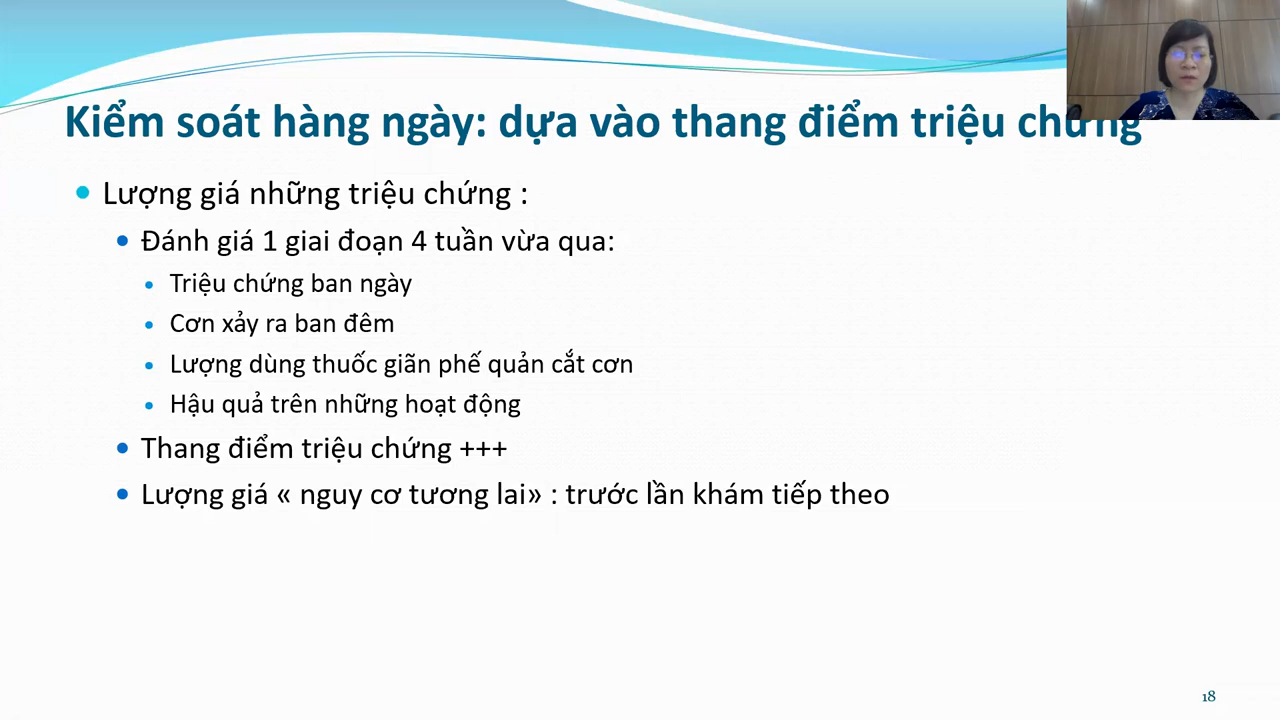 Kiểm soát hàng ngày: dựa vào thang điểm triệu chứng
Lượng giá những triệu chứng :
Đánh giá 1 giai đoạn 4 tuần vừa qua:
Triệu chứng ban ngày
Cơn xảy ra ban đêm
Lượng dùng thuốc giãn phế quản cắt cơn
Hậu quả trên những hoạt động
Thang điểm triệu chứng +++
Lượng giá « nguy cơ tương lai» : trước lần khám tiếp theo
18